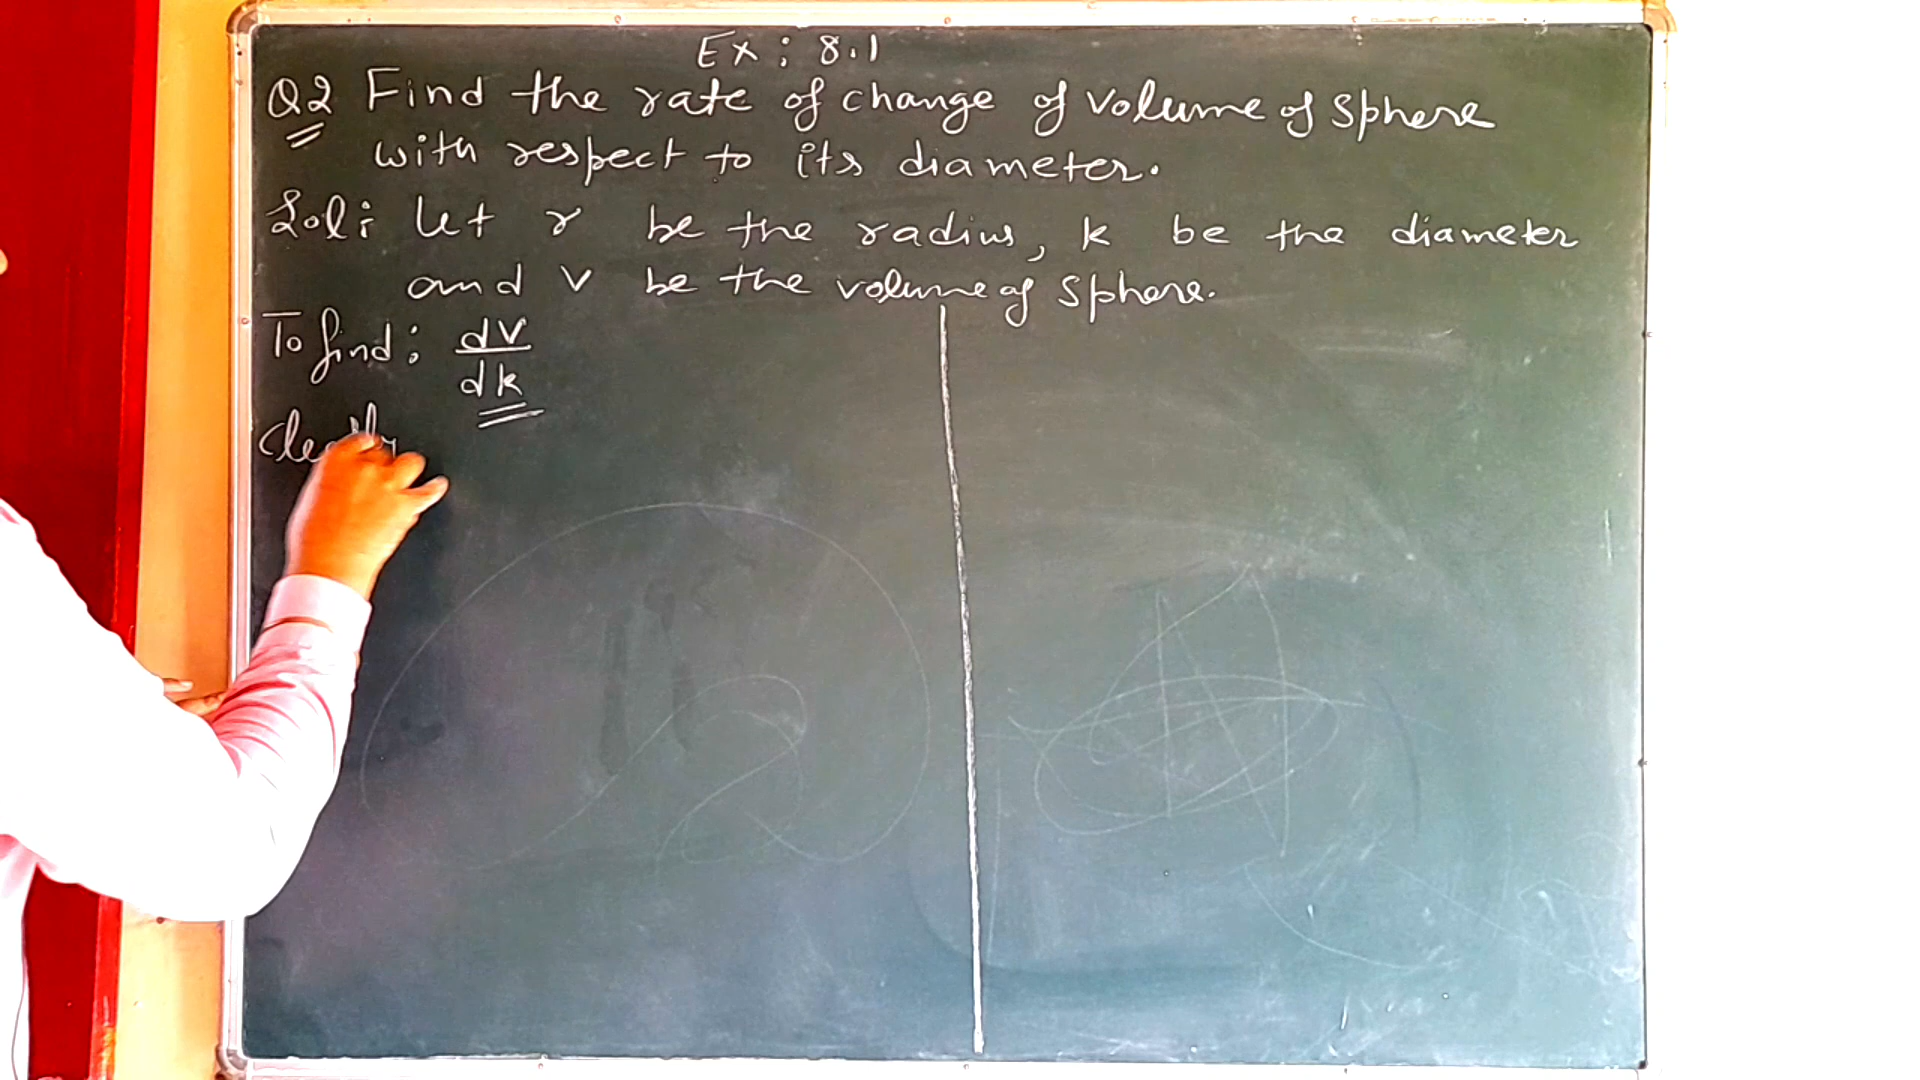 Ex : 8.1
Q2 Find the rate of change of volume of sphere
with respect to its diameter.
Sol: let r be the radius, k be the diameter
and v be the volume of sphere.
To find: dv
dk